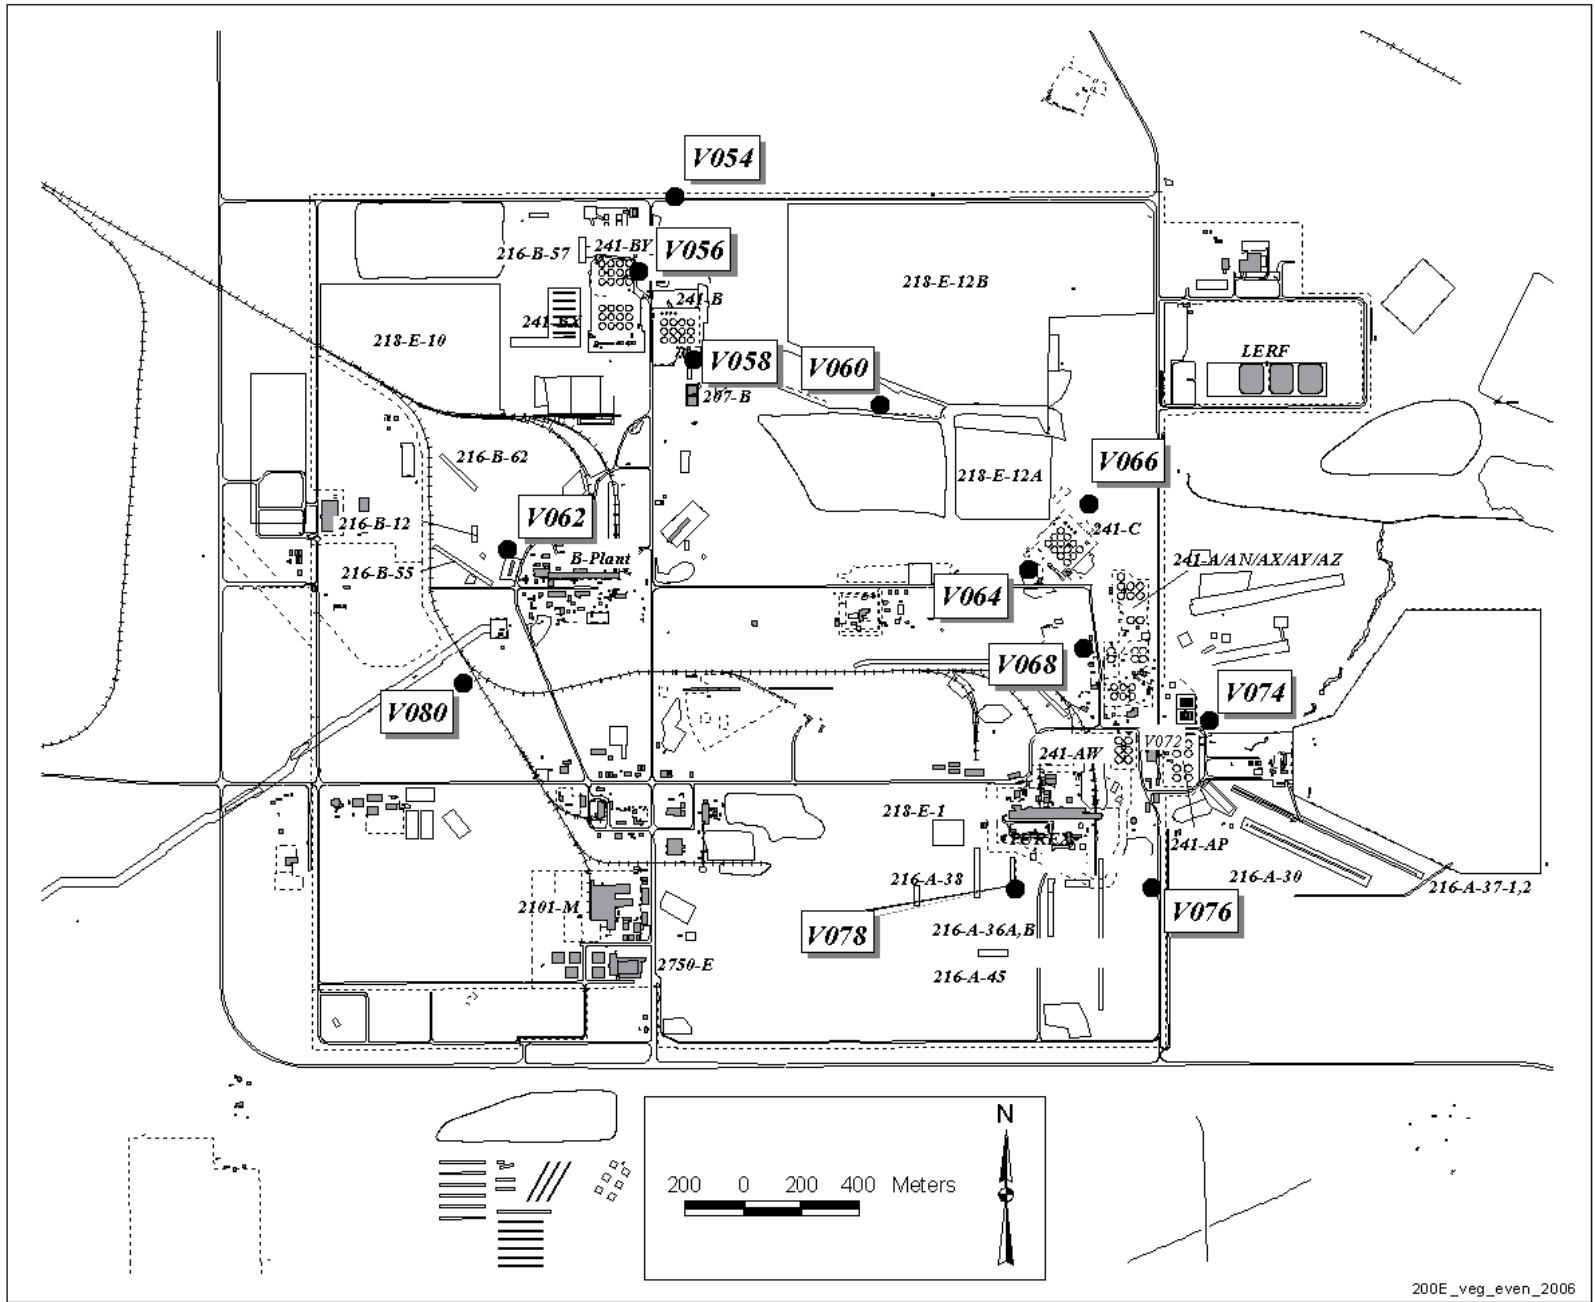 V054
216-B-57
241-BY
V056
218-E-12B
241-B
241-BX
218-E-10
LERF
V058
V060
207-B
216-B-62
V066
218-E-12A
216-B-12
V062
241-C
B-Plant
216-B-55
241-A/AN/AX/AY/AZ
V064
V068
V080
V074
V072
241-AW
218-E-1
PUREX
241-AP
216-A-38
216-A-30
216-A-37-1,2
2101-M
V076
V078
216-A-36A,B
2750-E
216-A-45
N
200 0 200 400 Meters
200E_veg_even_2006